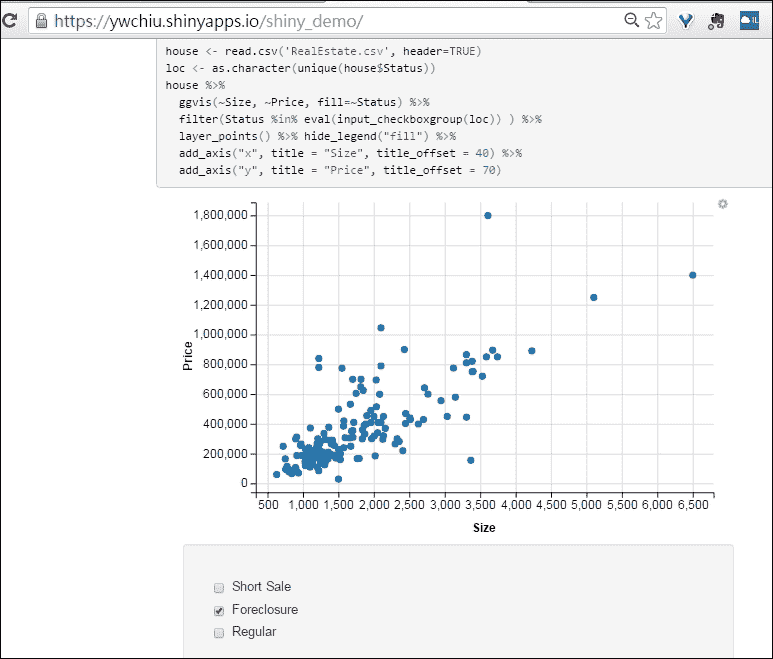 https://ywchiu.shinyapps.io/shiny_demo/
house <- read.csv('RealEstate.csv', header=TRUE)
loc <- as.character(unique(house$Status))
house %>%
ggvis(~Size, ~Price, fill=~Status) %>%
filter(Status %in% eval(input_checkboxgroup(loc)) ) %>%
layer_points() %>% hide_legend("fill") %>%
add_axis("x", title = "Size", title_offset = 40) %>%
add_axis("y", title = "Price", title_offset = 70)
1,800,000
1,600,000
1,400,000
1,200,000
1,000,000
800,000
600,000
400,000
200,000
0
Price
500 1,000 1,500 2,000 2,500 3,000 3,500 4,000 4,500 5,000 5,500 6,000 6,500
Size
Short Sale
Foreclosure
Regular